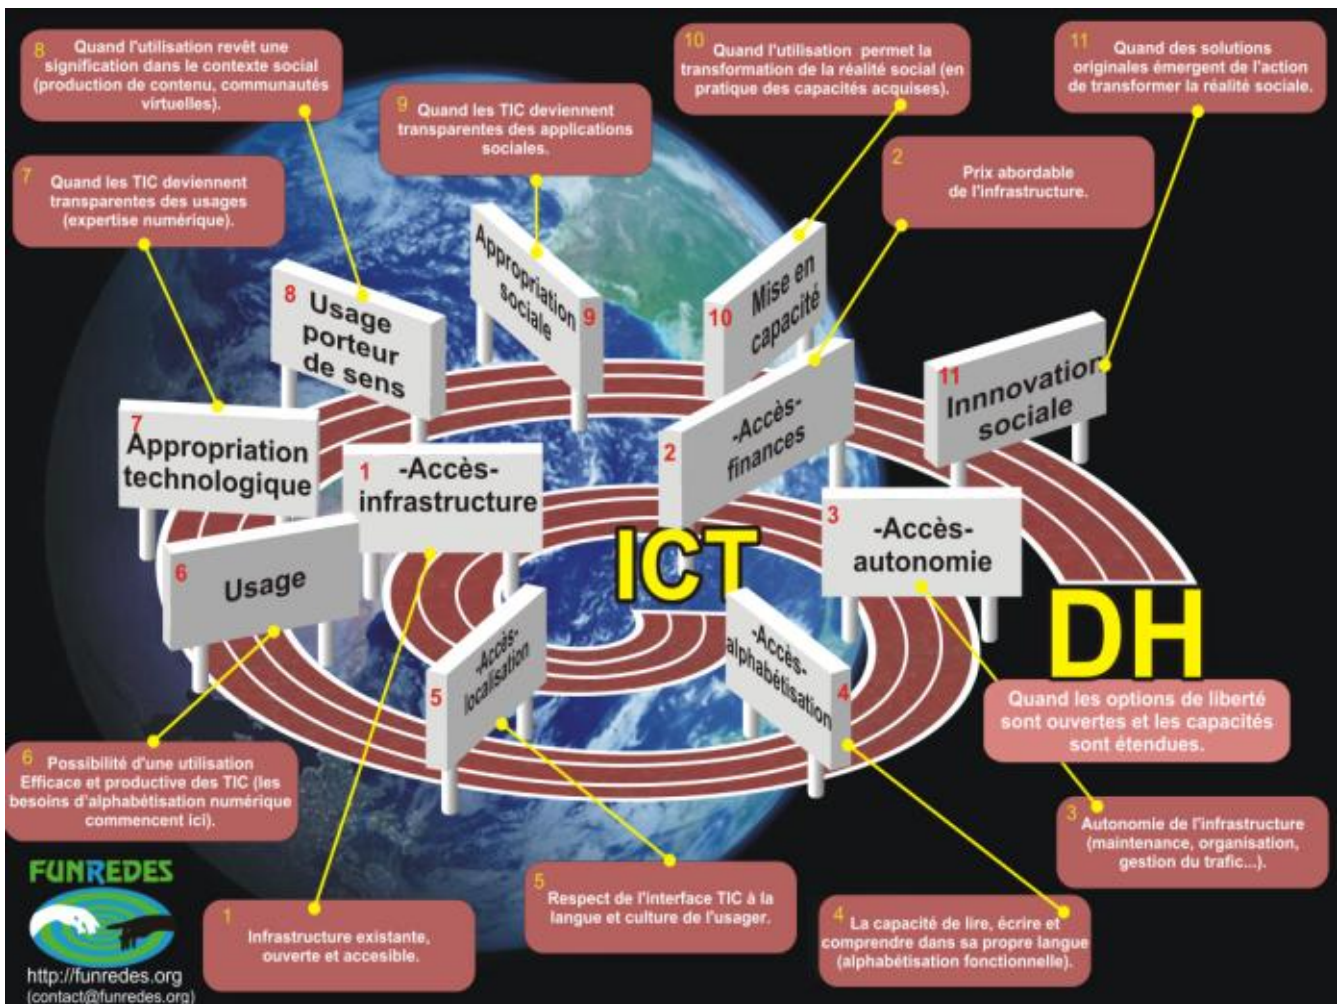 8
Quand l'utilisation revêt une
signification dans le contexte social
(production de contenu, communautés
virtuelles).
9
Quand les TIC deviennent
transparentes des applications
sociales.
10
Quand l'utilisation permet la
transformation de la réalité social (en
pratique des capacités acquises).
11
Quand des solutions
originales émergent de l'action
de transformer la réalité sociale.
7
Quand les TIC deviennent
transparentes des usages
(expertise numérique).
2
Prix abordable
de l'infrastructure.
9
Appropriation
sociale
10
Mise en
capacité
8
Usage
porteur
de sens
11
Innnovation
sociale
7
Appropriation
technologique
1
-Accès-
infrastructure
2
-Accès-
finances
3
-Accès-
autonomie
6
Usage
ICT
DH
5
-Accès-
localisation
4
-Accès-
alphabétisation
Quand les options de liberté
sont ouvertes et les capacités
sont étendues.
6
Possibilité d'une utilisation
Efficace et productive des TIC (les
besoins d'alphabétisation numérique
commencent ici).
3
Autonomie de l'infrastructure
(maintenance, organisation,
gestion du trafic...).
1
Infrastructure existante,
ouverte et accesible.
5
Respect de l'interface TIC à la
langue et culture de l'usager.
4
La capacité de lire, écrire et
comprendre dans sa propre langue
(alphabétisation fonctionnelle).
FUNREDES
http://funredes.org
(contact@funredes.org)